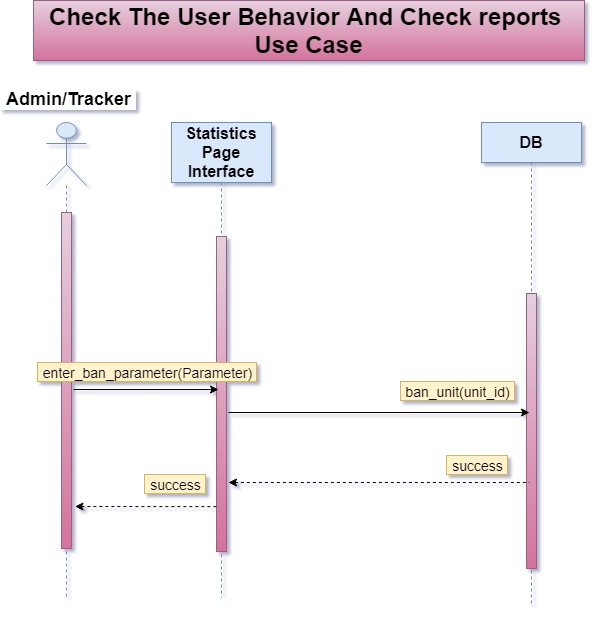 Check The User Behavior And Check reports
Use Case
Admin/Tracker
Statistics
Page
Interface
DB
enter_ban_parameter(Parameter)
ban_unit(unit_id)
success
success